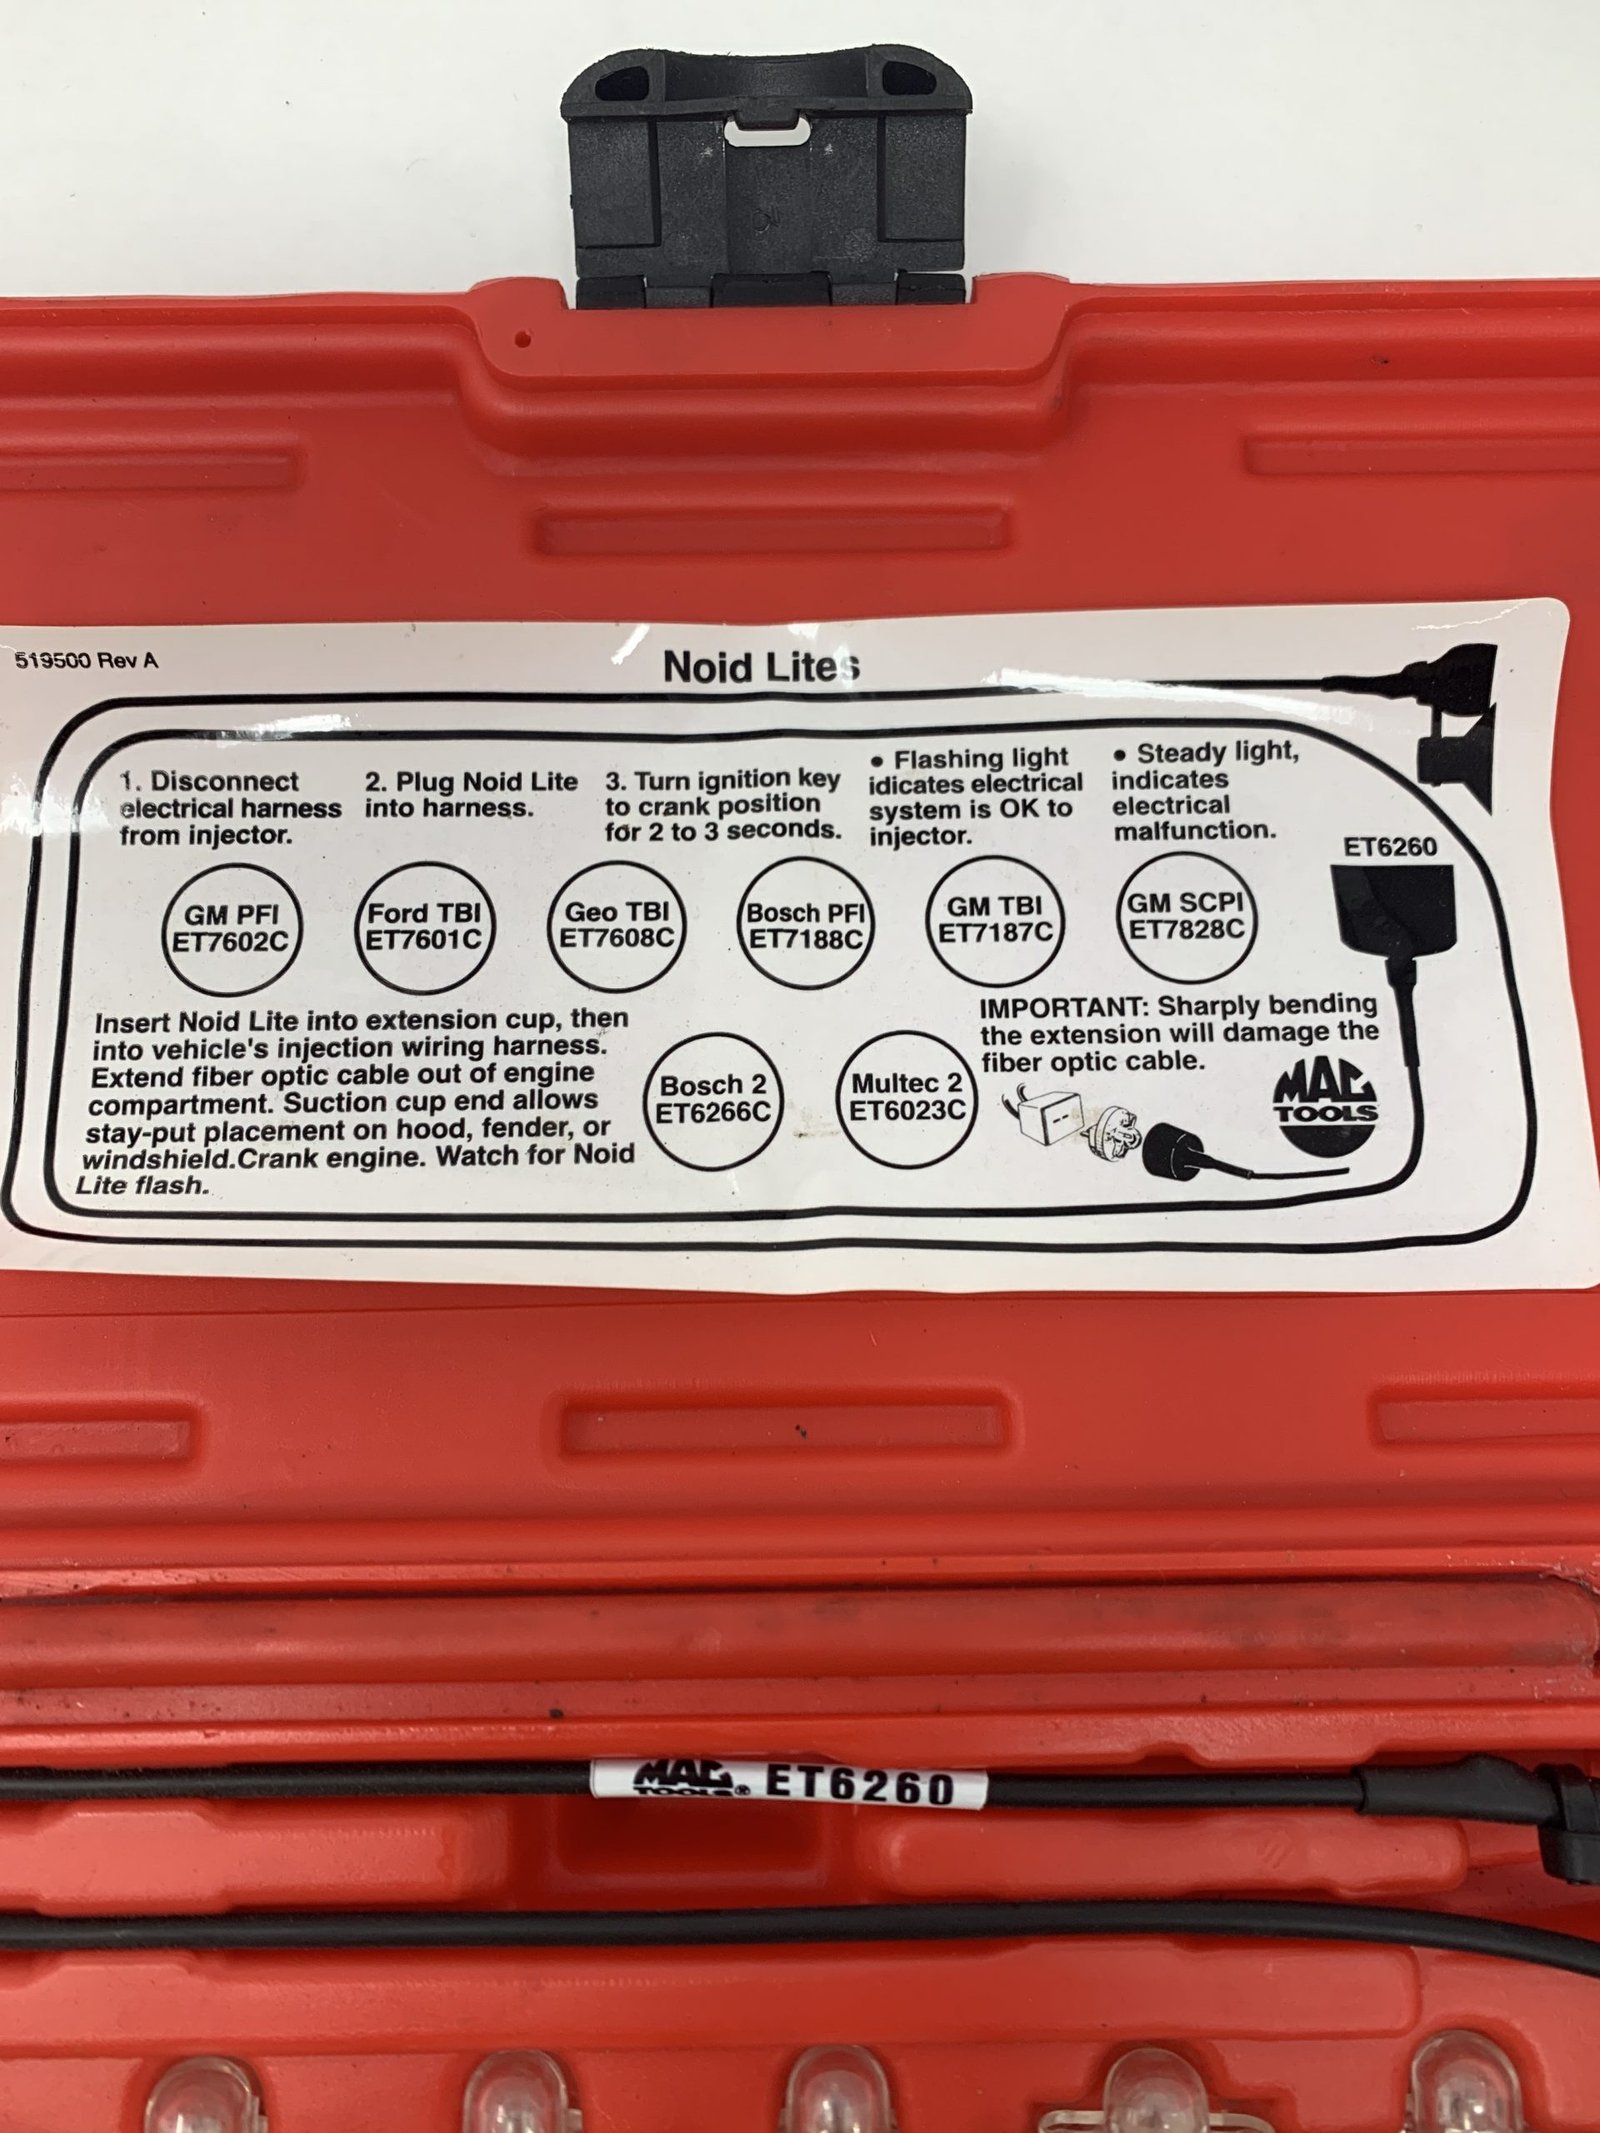 519500 Rev A
Noid Lites
1. Disconnect
electrical harness
from injector.
2. Plug Noid Lite
into harness.
3. Turn ignition key
to crank position
for 2 to 3 seconds.
• Flashing light
idicates electrical
system is OK to
injector.
• Steady light,
indicates
electrical
malfunction.
ET6260
GM PFI
ET7602C
Ford TBI
ET7601C
Geo TBI
ET7608C
Bosch PFI
ET7188C
GM TBI
ET7187C
GM SCPI
ET7828C
Insert Noid Lite into extension cup, then
into vehicle's injection wiring harness.
Extend fiber optic cable out of engine
compartment. Suction cup end allows
stay-put placement on hood, fender, or
windshield.Crank engine. Watch for Noid
Lite flash.
Bosch 2
ET6266C
Multec 2
ET6023C
IMPORTANT: Sharply bending
the extension will damage the
fiber optic cable.
MAC
TOOLS
MAC
TOOLS® ET6260